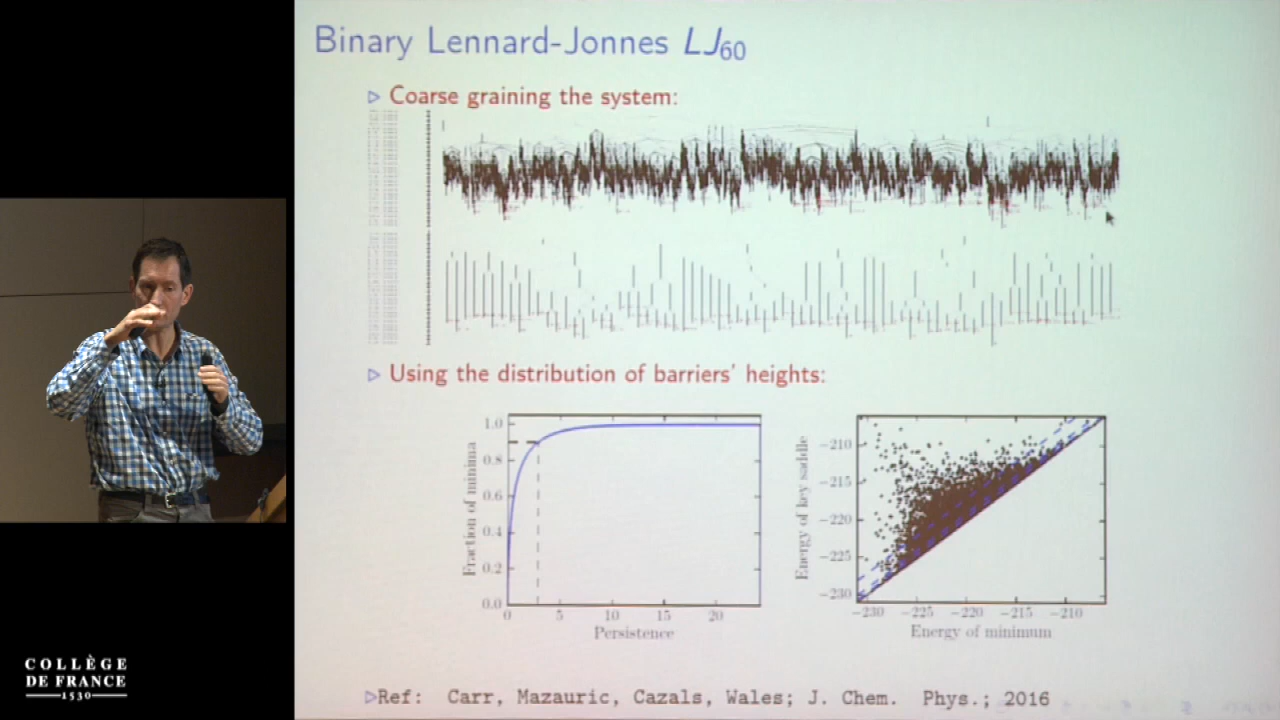 Binary Lennard-Jonnes LJ60
▷ Coarse graining the system:
▷ Using the distribution of barriers' heights:
1.0
0.8
0.6
0.4
0.2
0.0
Fraction of minima
0 5 10 15 20
Persistence
−210
−215
−220
−225
−230
Energy of key saddle
−230 −225 −220 −215 −210
Energy of minimum
▷Ref: Carr, Mazauric, Cazals, Wales; J. Chem. Phys.; 2016
COLLÈGE
DE FRANCE
1530